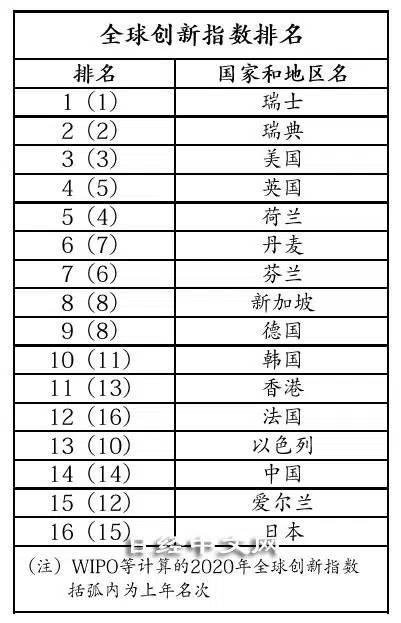 全球创新指数排名
排名 国家和地区名
1（1） 瑞士
2（2） 瑞典
3（3） 美国
4（5） 英国
5（4） 荷兰
6（7） 丹麦
7（6） 芬兰
8（8） 新加坡
9（8） 德国
10（11） 韩国
11（13） 香港
12（16） 法国
13（10） 以色列
14（14） 中国
15（12） 爱尔兰
16（15） 日本
日经中文网
（注）WIPO等计算的2020年全球创新指数
括弧内为上年名次